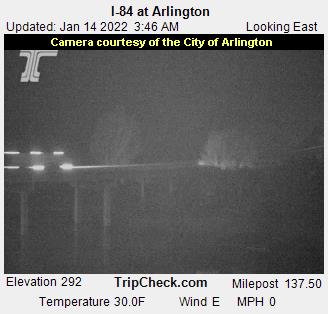 I-84 at Arlington
Updated: Jan 14 2022 3:46 AM Looking East
Camera courtesy of the City of Arlington
Elevation 292 TripCheck.com Milepost 137.50
Temperature 30.0F Wind E MPH 0